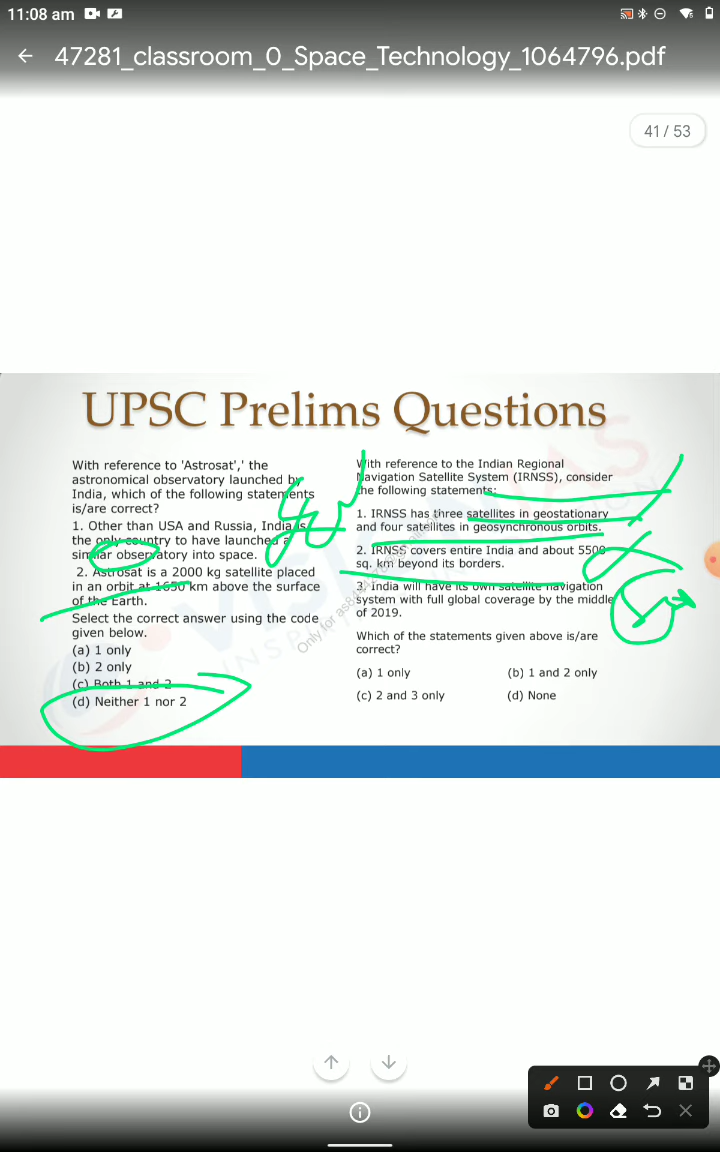 11:08 am
47281_classroom_0_Space_Technology_1064796.pdf
41 / 53
UPSC Prelims Questions
With reference to 'Astrosat',' the
astronomical observatory launched by
India, which of the following statements
is/are correct?
1. Other than USA and Russia, India is
the only country to have launched a
similar observatory into space.
2. Astrosat is a 2000 kg satellite placed
in an orbit at 1650 km above the surface
of the Earth.
Select the correct answer using the code
given below.
(a) 1 only
(b) 2 only
(c) Both 1 and 2
(d) Neither 1 nor 2
With reference to the Indian Regional
Navigation Satellite System (IRNSS), consider
the following statements:
1. IRNSS has three satellites in geostationary
and four satellites in geosynchronous orbits.
2. IRNSS covers entire India and about 5500
sq. km beyond its borders.
3. India will have its own satellite navigation
system with full global coverage by the middle
of 2019.
Which of the statements given above is/are
correct?
(a) 1 only (b) 1 and 2 only
(c) 2 and 3 only (d) None